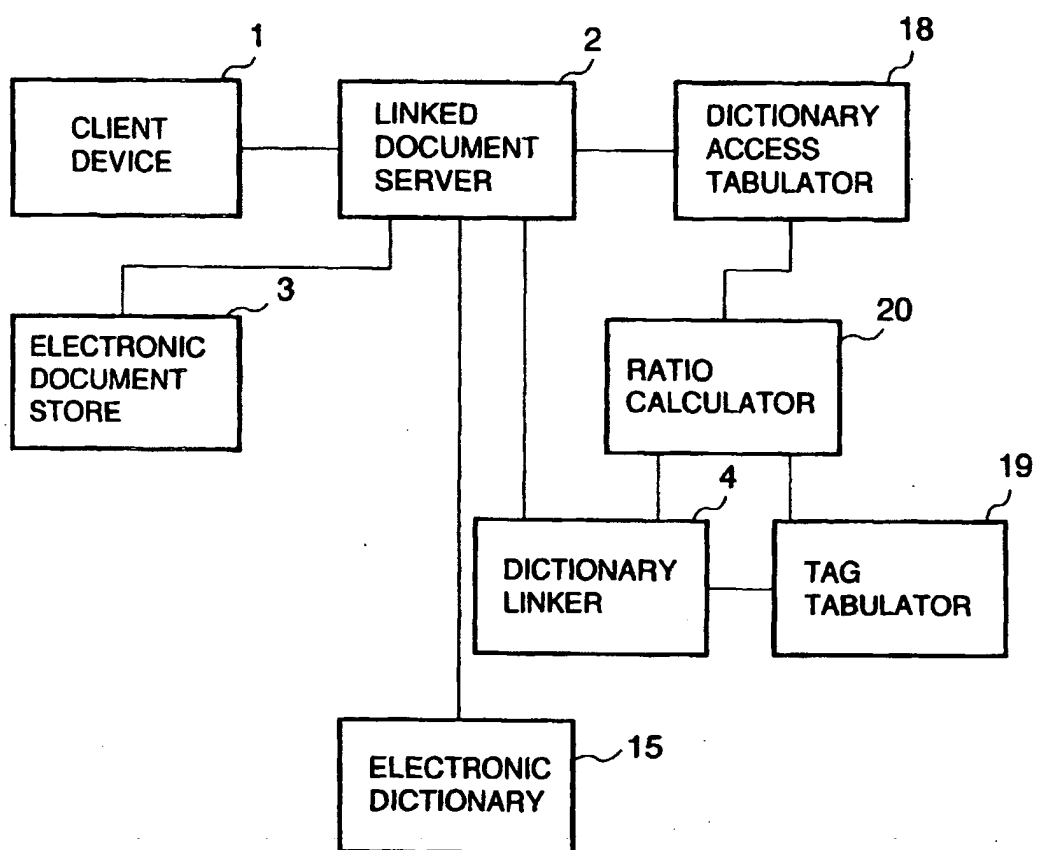 1
CLIENT
DEVICE
2
LINKED
DOCUMENT
SERVER
18
DICTIONARY
ACCESS
TABULATOR
3
ELECTRONIC
DOCUMENT
STORE
20
RATIO
CALCULATOR
4
DICTIONARY
LINKER
19
TAG
TABULATOR
15
ELECTRONIC
DICTIONARY